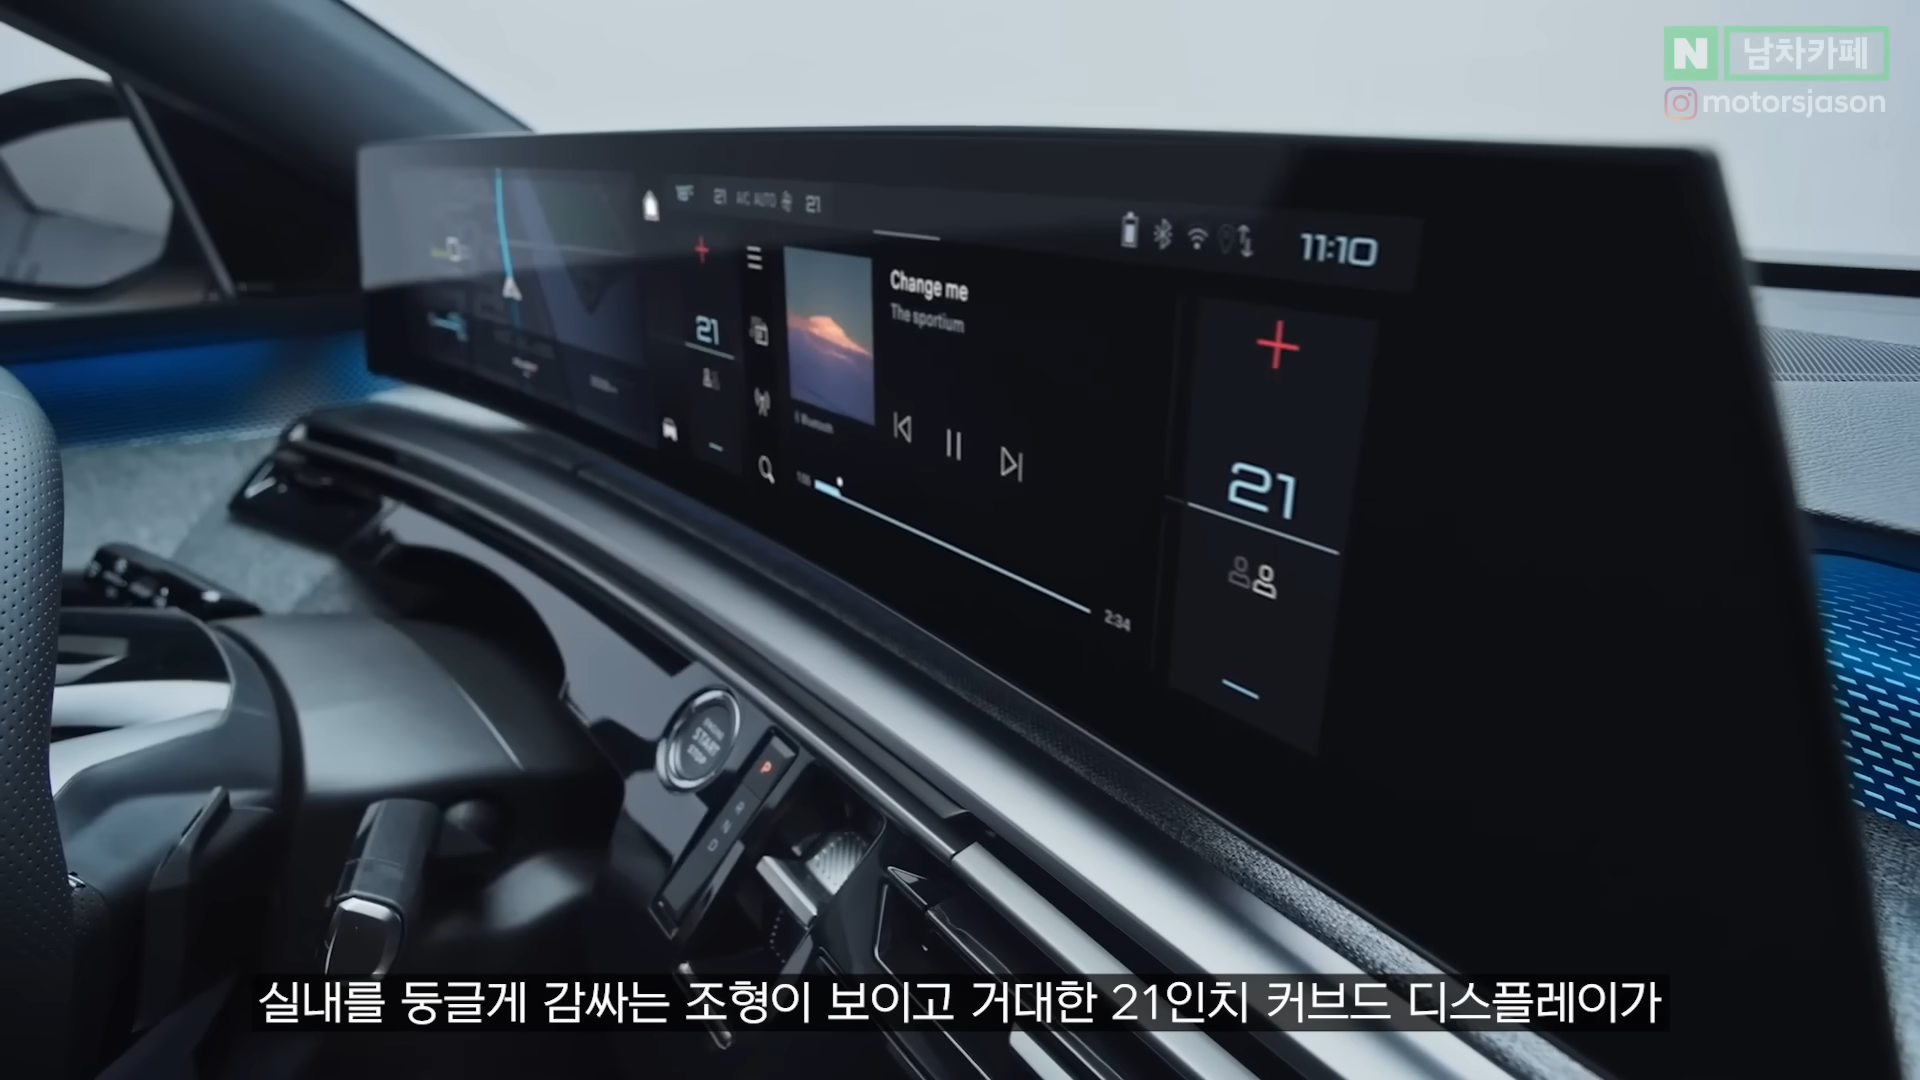 N 남차카페
motorsjason
21 A/C AUTO 21
11:10
Change me
The sportium
21
Bluetooth
2:34
21
ENGINE
START
STOP
P
R
N
D
실내를 둥글게 감싸는 조형이 보이고 거대한 21인치 커브드 디스플레이가